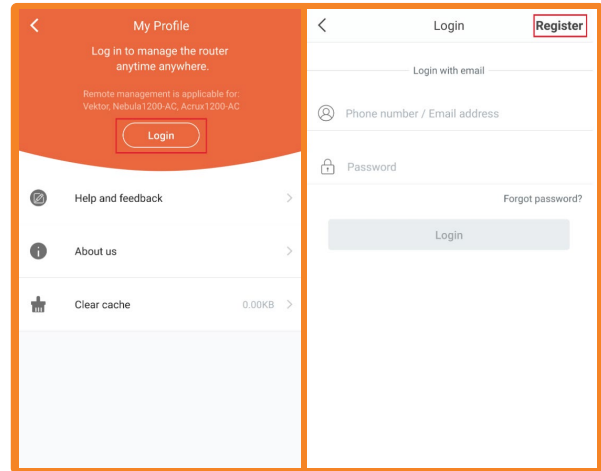 My Profile
Log in to manage the router
anytime anywhere.
Remote management is applicable for:
Vektor, Nebula1200-AC, Acrux1200-AC
Login
Help and feedback
About us
Clear cache 0.00KB
Login Register
Login with email
Phone number / Email address
Password
Forgot password?
Login